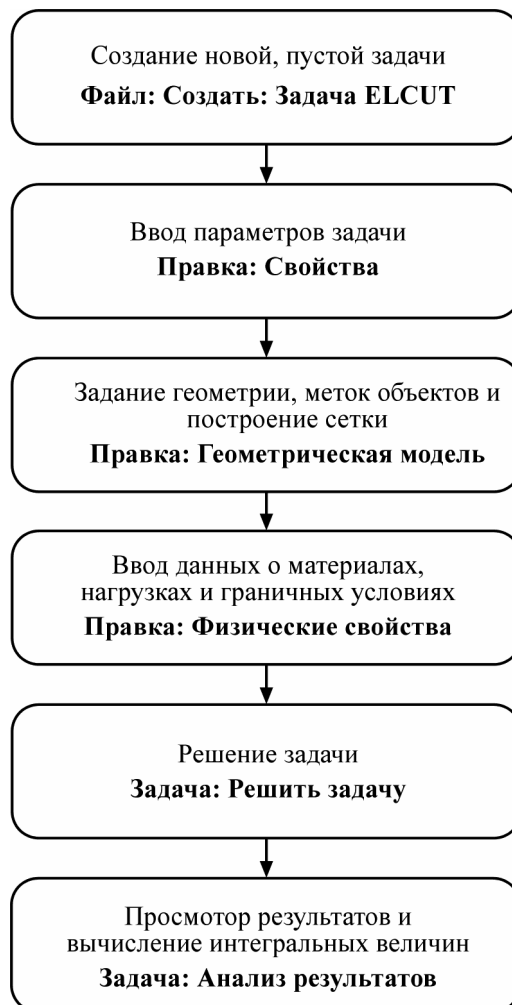 Создание новой, пустой задачи
Файл: Создать: Задача ELCUT
Ввод параметров задачи
Правка: Свойства
Задание геометрии, меток объектов и
построение сетки
Правка: Геометрическая модель
Ввод данных о материалах,
нагрузках и граничных условиях
Правка: Физические свойства
Решение задачи
Задача: Решить задачу
Просмотор результатов и
вычисление интегральных величин
Задача: Анализ результатов